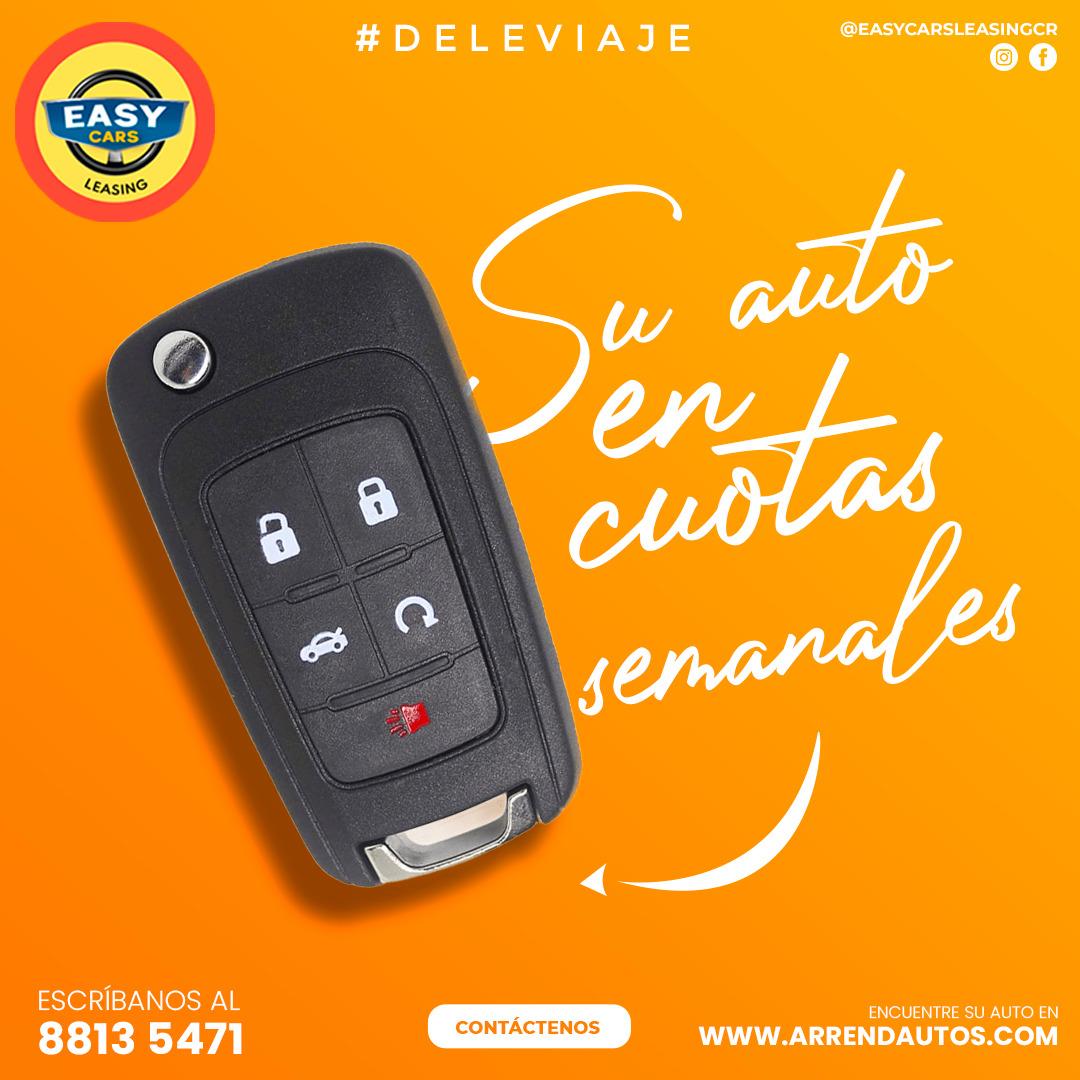 #DELEVIAJE
@EASYCARSLEASINGCR
EASY
CARS
LEASING
Su auto
en
cuotas
semanales
ESCRÍBANOS AL
8813 5471
CONTÁCTENOS
ENCUENTRE SU AUTO EN
WWW.ARRENDAUTOS.COM